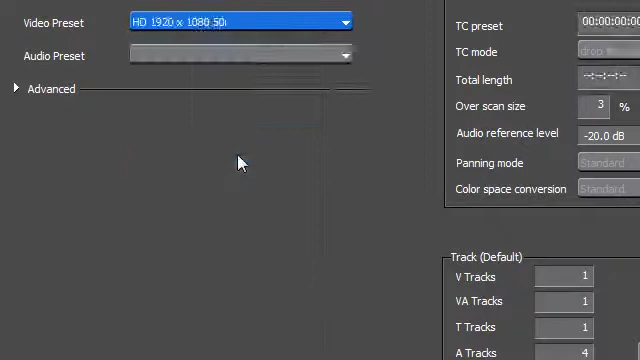 Video Preset HD 1920 x 1080 50i
Audio Preset
Advanced
TC preset 00:00:00:00
TC mode drop
Total length --:--:--:--
Over scan size 3 %
Audio reference level -20.0 dB
Panning mode Standard
Color space conversion Standard
Track (Default)
V Tracks 1
VA Tracks 1
T Tracks 1
A Tracks 4